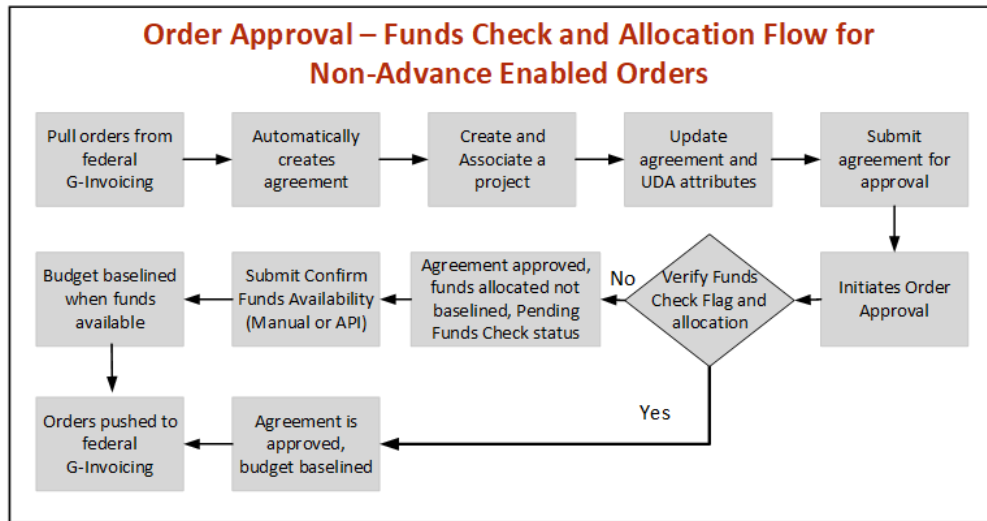 Order Approval – Funds Check and Allocation Flow for
Non-Advance Enabled Orders
Pull orders from
federal
G-Invoicing
Automatically
creates
agreement
Create and
Associate a
project
Update
agreement and
UDA attributes
Submit
agreement for
approval
Budget baselined
when funds
available
Submit Confirm
Funds Availability
(Manual or API)
Agreement approved,
funds allocated not
baselined, Pending
Funds Check status
No
Verify Funds
Check Flag and
allocation
Initiates Order
Approval
Orders pushed to
federal
G-Invoicing
Agreement is
approved,
budget baselined
Yes